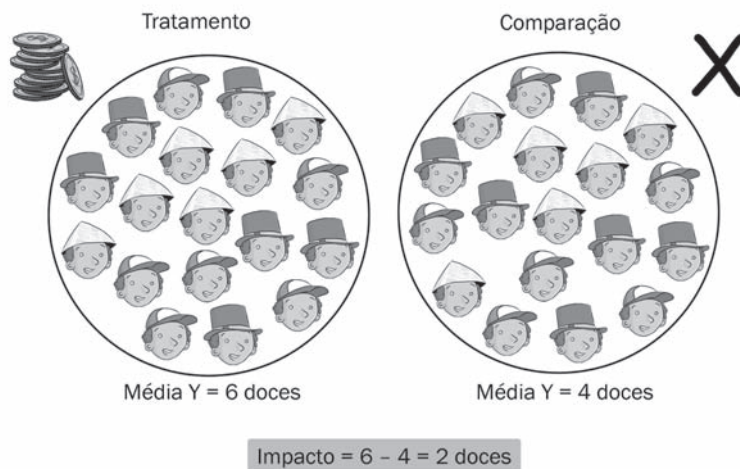 Tratamento
Comparação
Média Y = 6 doces
Média Y = 4 doces
Impacto = 6 – 4 = 2 doces